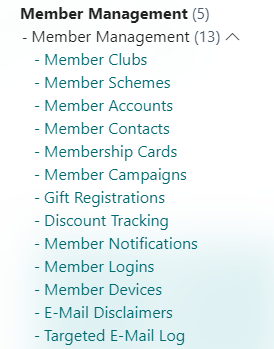 Member Management (5)
- Member Management (13)
- Member Clubs
- Member Schemes
- Member Accounts
- Member Contacts
- Membership Cards
- Member Campaigns
- Gift Registrations
- Discount Tracking
- Member Notifications
- Member Logins
- Member Devices
- E-Mail Disclaimers
- Targeted E-Mail Log